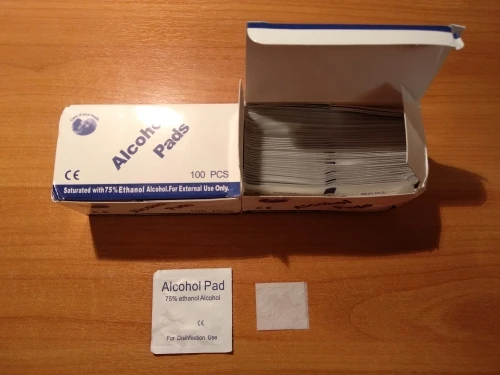 Alcohol
Pads
CE
100 PCS
Saturated with 75% Ethanol Alcohol.For External Use Only.
Alcohol Pad
75% ethanol Alcohol
CE
For Disinfection Use